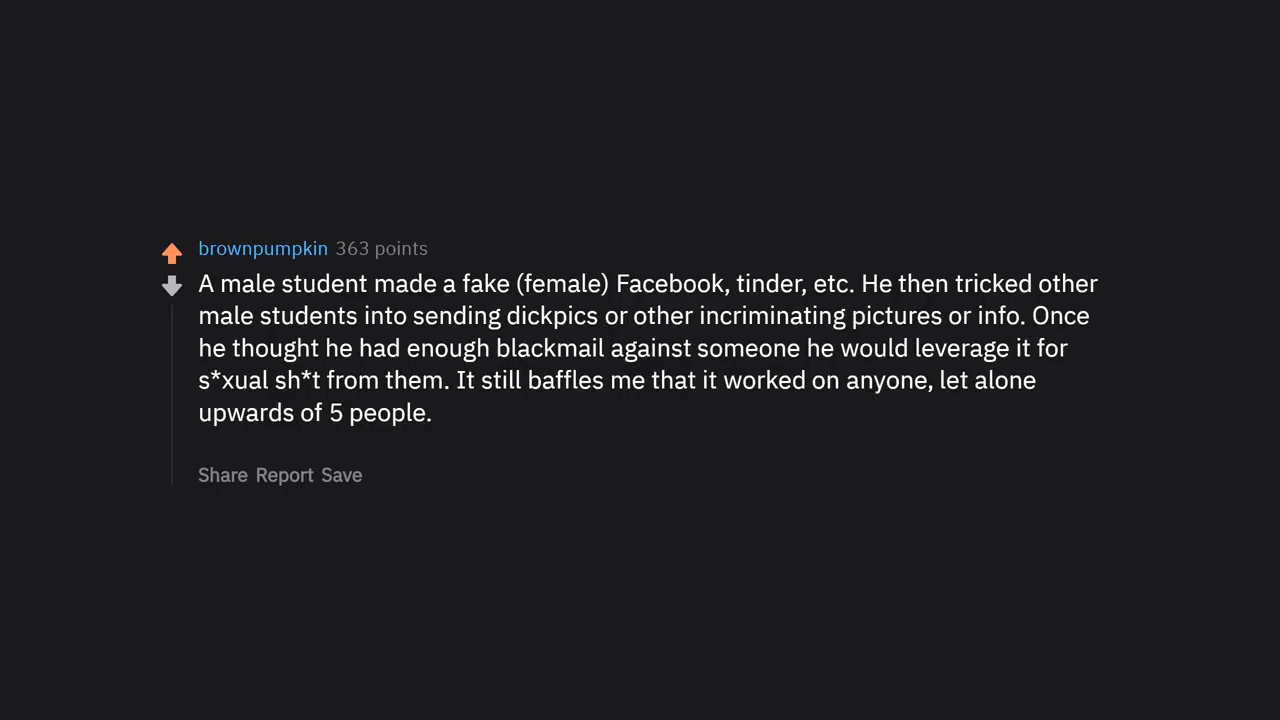 brownpumpkin 363 points
A male student made a fake (female) Facebook, tinder, etc. He then tricked other
male students into sending dickpics or other incriminating pictures or info. Once
he thought he had enough blackmail against someone he would leverage it for
s*xual sh*t from them. It still baffles me that it worked on anyone, let alone
upwards of 5 people.
Share Report Save